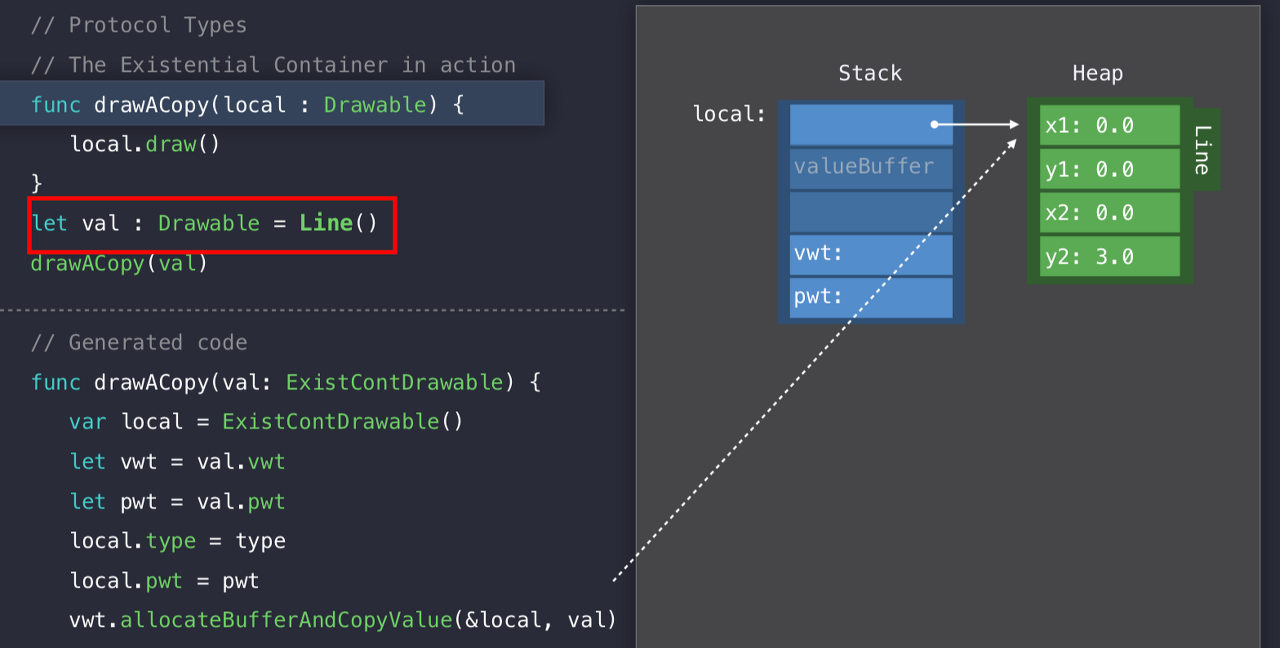 // Protocol Types
// The Existential Container in action
func drawACopy(local : Drawable) {
local.draw()
}
let val : Drawable = Line()
drawACopy(val)
// Generated code
func drawACopy(val: ExistContDrawable) {
var local = ExistContDrawable()
let vwt = val.vwt
let pwt = val.pwt
local.type = type
local.pwt = pwt
vwt.allocateBufferAndCopyValue(&local, val)
Stack
local:
valueBuffer
vwt:
pwt:
Heap
x1: 0.0
y1: 0.0
x2: 0.0
y2: 3.0
Line